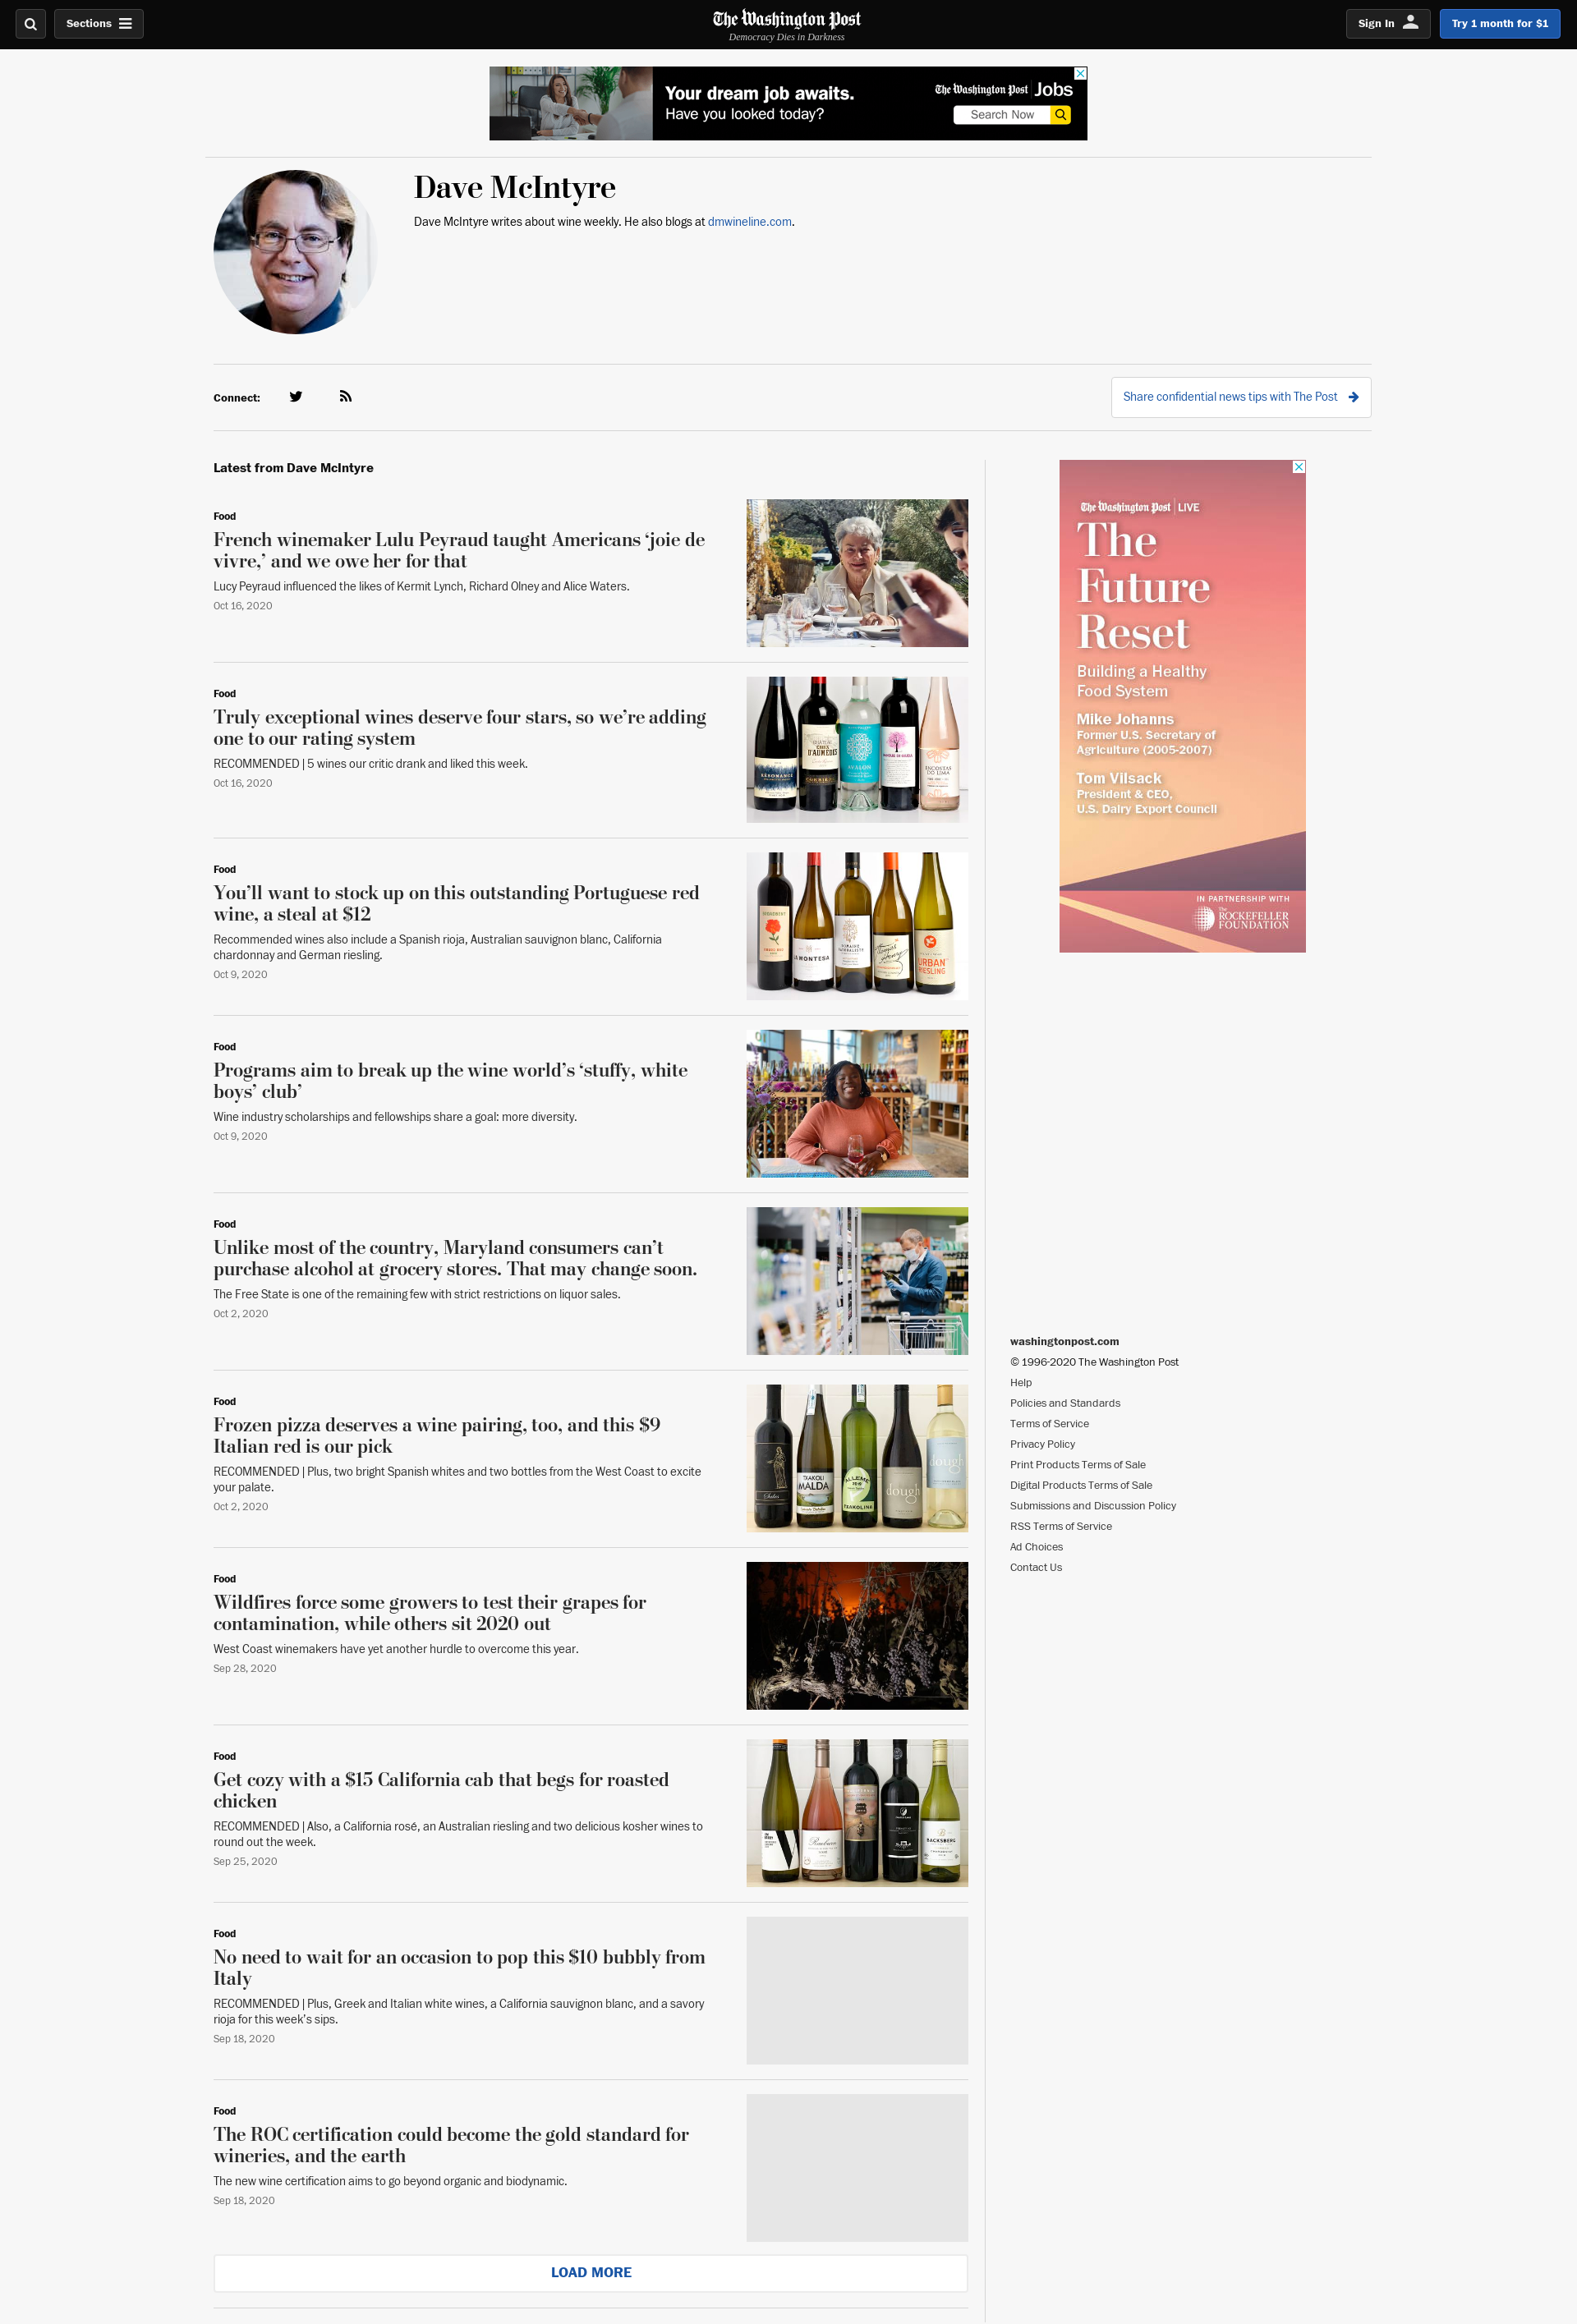 Sections
The Washington Post
Democracy Dies in Darkness
Sign In
Try 1 month for $1
Your dream job awaits.
Have you looked today?
The Washington Post Jobs
Search Now
Dave McIntyre
Dave McIntyre writes about wine weekly. He also blogs at dmwineline.com.
Connect:
Share confidential news tips with The Post
Latest from Dave McIntyre
Food
French winemaker Lulu Peyraud taught Americans ‘joie de
vivre,’ and we owe her for that
Lucy Peyraud influenced the likes of Kermit Lynch, Richard Olney and Alice Waters.
Oct 16, 2020
Food
Truly exceptional wines deserve four stars, so we’re adding
one to our rating system
RECOMMENDED | 5 wines our critic drank and liked this week.
Oct 16, 2020
AVALON
Food
You’ll want to stock up on this outstanding Portuguese red
wine, a steal at $12
Recommended wines also include a Spanish rioja, Australian sauvignon blanc, California
chardonnay and German riesling.
Oct 9, 2020
LA MONTESA
URBAN
RIESLING
Food
Programs aim to break up the wine world’s ‘stuffy, white
boys’ club’
Wine industry scholarships and fellowships share a goal: more diversity.
Oct 9, 2020
Food
Unlike most of the country, Maryland consumers can’t
purchase alcohol at grocery stores. That may change soon.
The Free State is one of the remaining few with strict restrictions on liquor sales.
Oct 2, 2020
Food
Frozen pizza deserves a wine pairing, too, and this $9
Italian red is our pick
RECOMMENDED | Plus, two bright Spanish whites and two bottles from the West Coast to excite
your palate.
Oct 2, 2020
TXAKOLI
MALDA
TXAKOLINA
dough
dough
Food
Wildfires force some growers to test their grapes for
contamination, while others sit 2020 out
West Coast winemakers have yet another hurdle to overcome this year.
Sep 28, 2020
Food
Get cozy with a $15 California cab that begs for roasted
chicken
RECOMMENDED | Also, a California rosé, an Australian riesling and two delicious kosher wines to
round out the week.
Sep 25, 2020
BACKSBERG
Food
No need to wait for an occasion to pop this $10 bubbly from
Italy
RECOMMENDED | Plus, Greek and Italian white wines, a California sauvignon blanc, and a savory
rioja for this week’s sips.
Sep 18, 2020
Food
The ROC certification could become the gold standard for
wineries, and the earth
The new wine certification aims to go beyond organic and biodynamic.
Sep 18, 2020
LOAD MORE
The Washington Post LIVE
The
Future
Reset
Building a Healthy
Food System
Mike Johanns
Former U.S. Secretary of
Agriculture (2005-2007)
Tom Vilsack
President & CEO,
U.S. Dairy Export Council
IN PARTNERSHIP WITH
The
ROCKEFELLER
FOUNDATION
washingtonpost.com
© 1996-2020 The Washington Post
Help
Policies and Standards
Terms of Service
Privacy Policy
Print Products Terms of Sale
Digital Products Terms of Sale
Submissions and Discussion Policy
RSS Terms of Service
Ad Choices
Contact Us